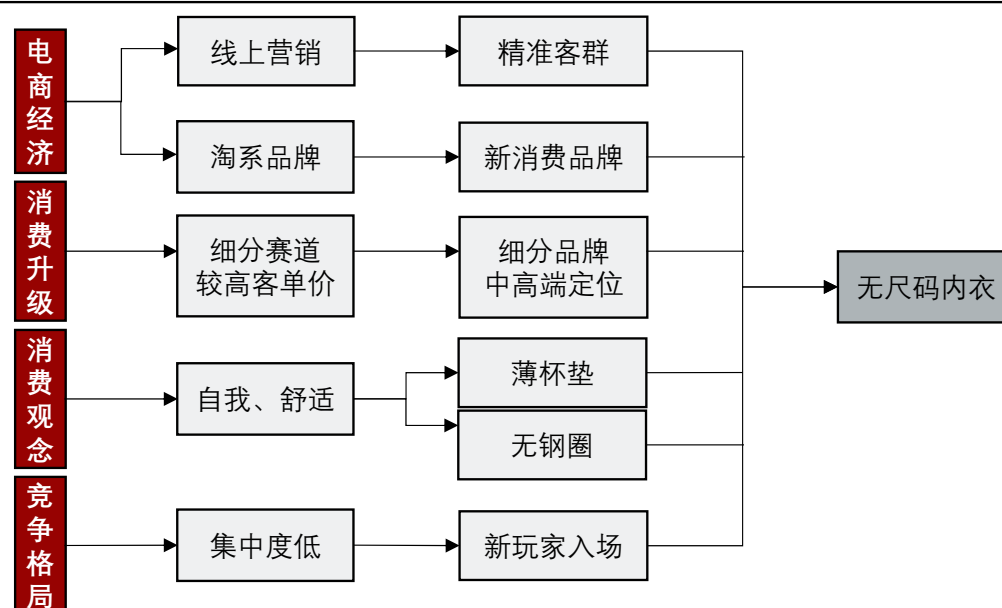 电商经济
线上营销
精准客群
淘系品牌
新消费品牌
消费升级
细分赛道
较高客单价
细分品牌
中高端定位
无尺码内衣
消费观念
自我、舒适
薄杯垫
无钢圈
竞争格局
集中度低
新玩家入场